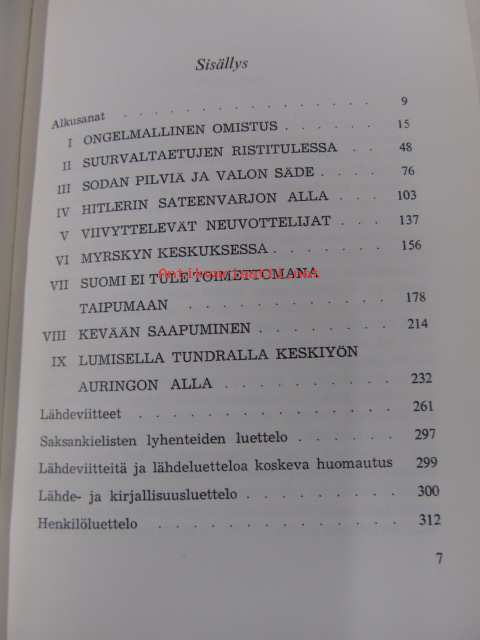 Sisällys
Alkusanat . . . . . . . . . . . . . . . 9
I ONGELMALLINEN OMISTUS . . . . . . 15
II SUURVALTAETUJEN RISTITULESSA . . 48
III SODAN PILVIÄ JA VALON SÄDE . . . . 76
IV HITLERIN SATEENVARJON ALLA . . . 103
V VIIVYTTELEVÄT NEUVOTTELIJAT . . . 137
VI MYRSKYN KESKUKSESSA . . . . . . . 156
VII SUOMI EI TULE TOIMETTOMANA
TAIPUMAAN . . . . . . . . . . . 178
VIII KEVÄÄN SAAPUMINEN . . . . . . . . 214
IX LUMISELLA TUNDRALLA KESKIYÖN
AURINGON ALLA . . . . . . . . . 232
Lähdeviitteet . . . . . . . . . . . . . . 261
Saksankielisten lyhenteiden luettelo . . . . . . 297
Lähdeviitteitä ja lähdeluetteloa koskeva huomautus 299
Lähde- ja kirjallisuusluettelo . . . . . . . . . 300
Henkilöluettelo . . . . . . . . . . . . . 312
7